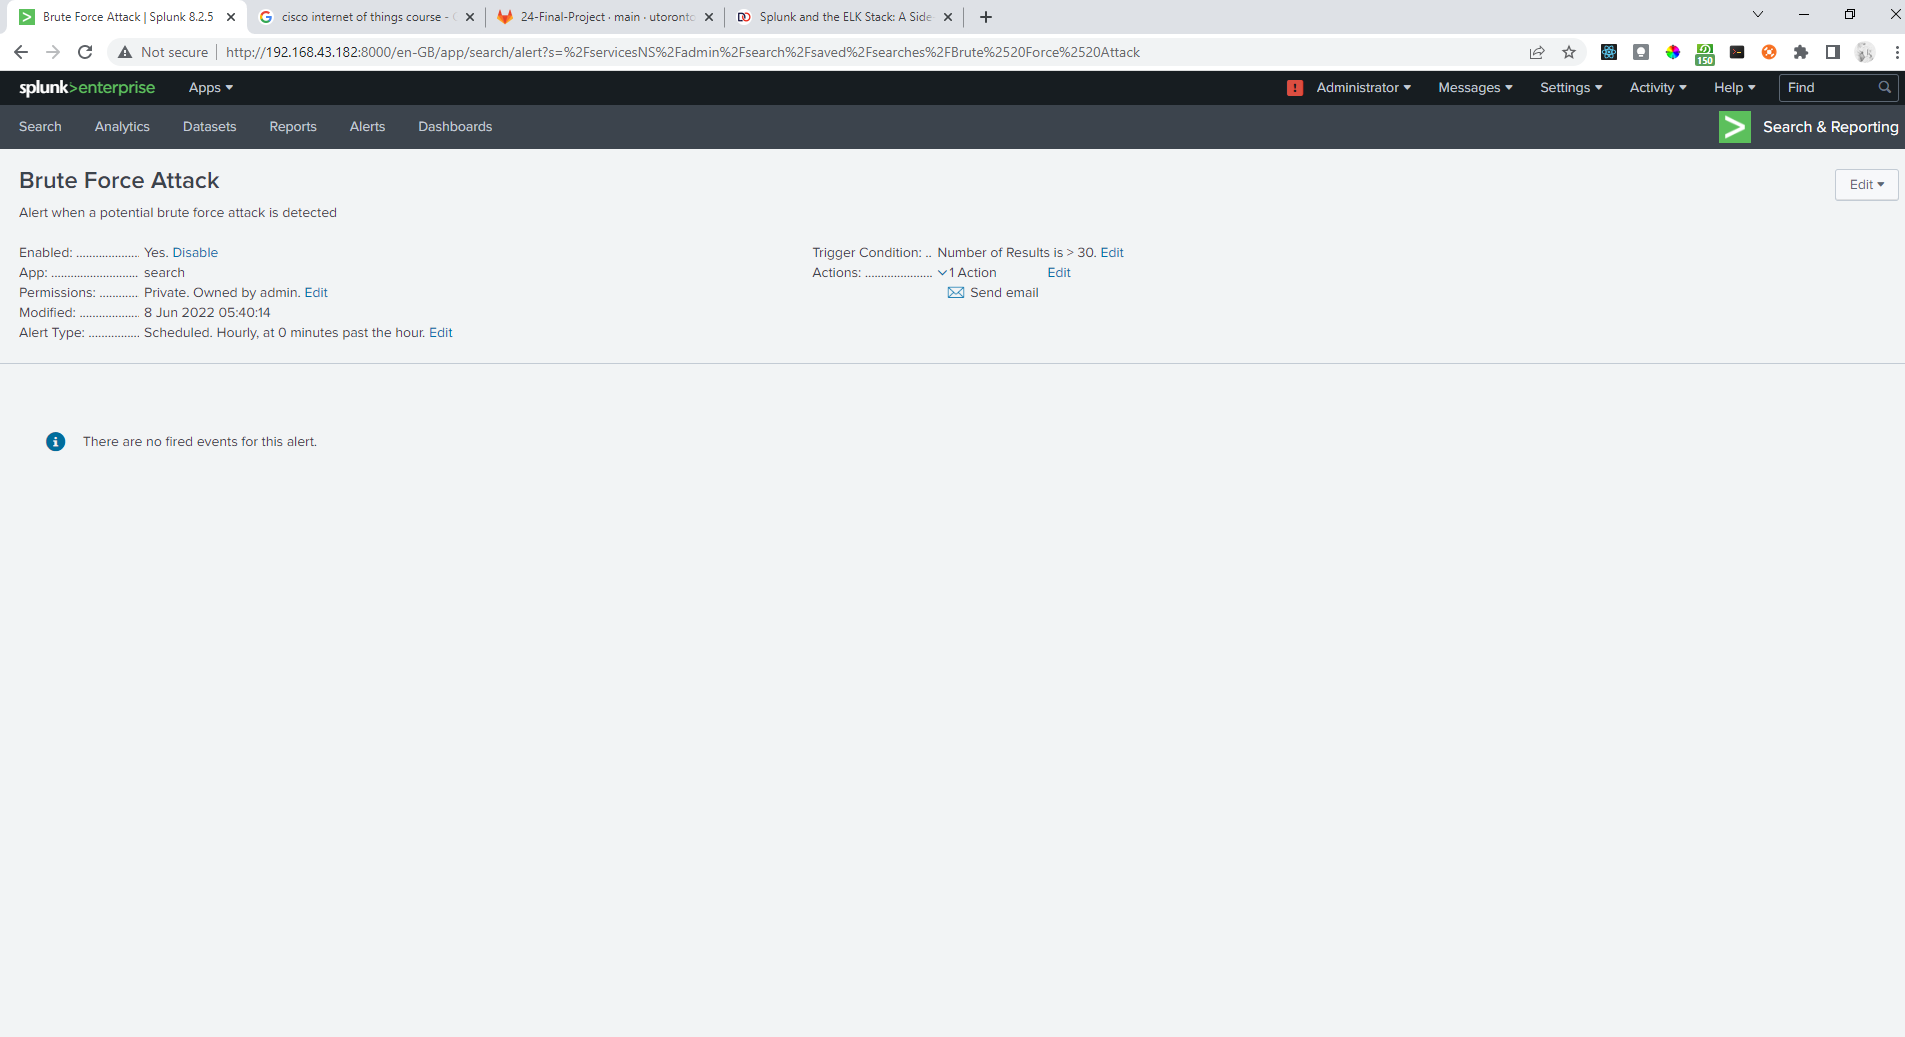 Brute Force Attack | Splunk 8.2.5
cisco internet of things course -
24-Final-Project · main · utoronto
Splunk and the ELK Stack: A Side
Not secure
http://192.168.43.182:8000/en-GB/app/search/alert?s=%2FservicesNS%2Fadmin%2Fsearch%2Fsaved%2Fsearches%2FBrute%2520Force%2520Attack
150
splunk>enterprise
Apps
!
Administrator
Messages
Settings
Activity
Help
Find
Search
Analytics
Datasets
Reports
Alerts
Dashboards
Search & Reporting
Brute Force Attack
Edit
Alert when a potential brute force attack is detected
Enabled: ................... Yes. Disable
App: ........................... search
Permissions: ............ Private. Owned by admin. Edit
Modified: .................. 8 Jun 2022 05:40:14
Alert Type: ................ Scheduled. Hourly, at 0 minutes past the hour. Edit
Trigger Condition: .. Number of Results is > 30. Edit
Actions: ..................... 1 Action Edit
Send email
There are no fired events for this alert.